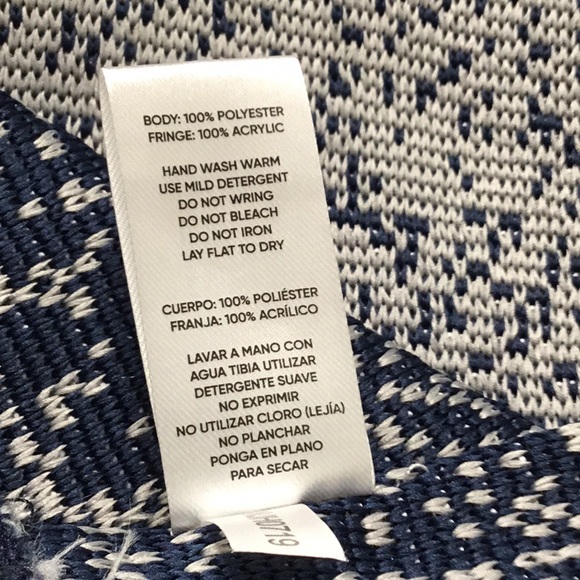 BODY: 100% POLYESTER
FRINGE: 100% ACRYLIC
HAND WASH WARM
USE MILD DETERGENT
DO NOT WRING
DO NOT BLEACH
DO NOT IRON
LAY FLAT TO DRY
CUERPO: 100% POLIÉSTER
FRANJA: 100% ACRÍLICO
LAVAR A MANO CON
AGUA TIBIA UTILIZAR
DETERGENTE SUAVE
NO EXPRIMIR
NO UTILIZAR CLORO (LEJÍA)
NO PLANCHAR
PONGA EN PLANO
PARA SECAR